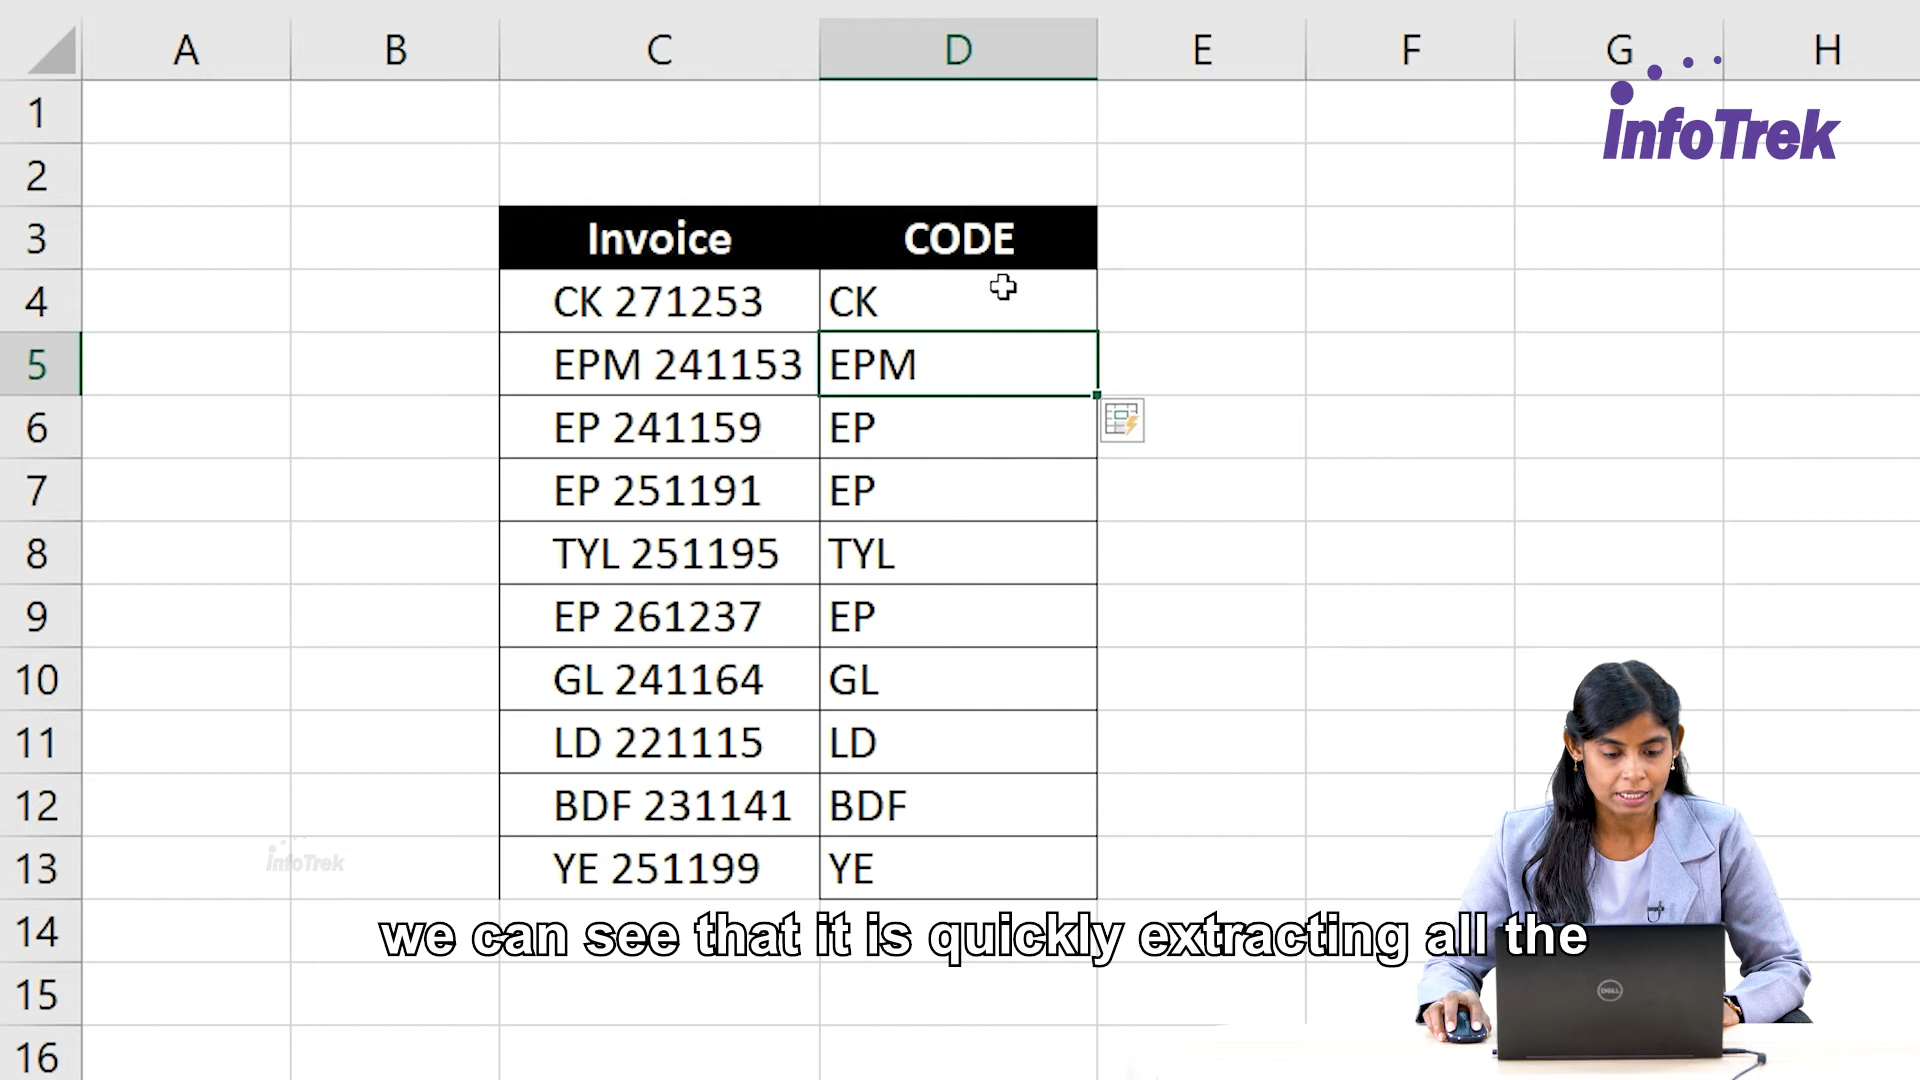 A B C D E F G H
InfoTrek
1
2
3 Invoice CODE
4 CK 271253 CK
5 EPM 241153 EPM
6 EP 241159 EP
7 EP 251191 EP
8 TYL 251195 TYL
9 EP 261237 EP
10 GL 241164 GL
11 LD 221115 LD
12 BDF 231141 BDF
13 YE 251199 YE
InfoTrek
14
we can see that it is quickly extracting all the
15
DELL
16